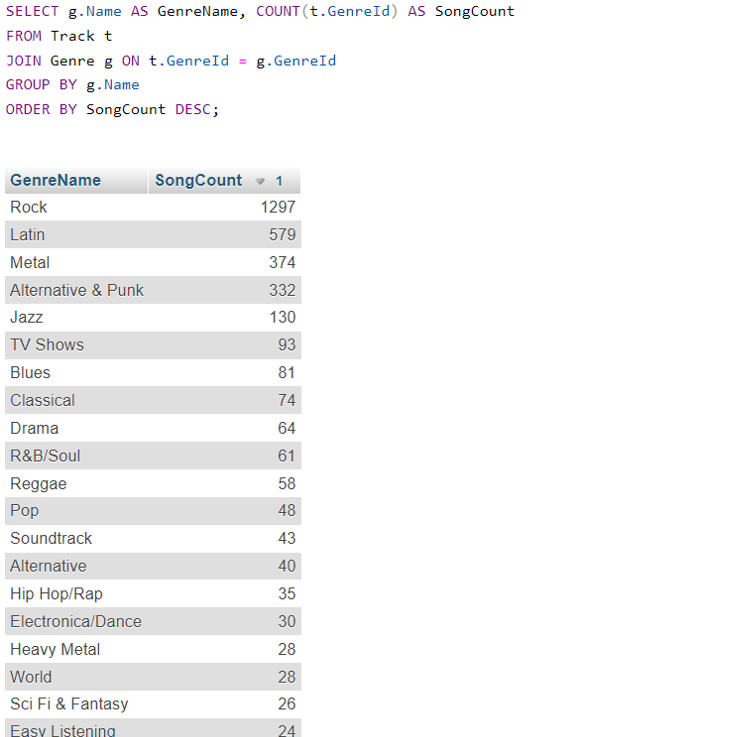 SELECT g.Name AS GenreName, COUNT(t.GenreId) AS SongCount
FROM Track t
JOIN Genre g ON t.GenreId = g.GenreId
GROUP BY g.Name
ORDER BY SongCount DESC;
GenreName SongCount 1
Rock 1297
Latin 579
Metal 374
Alternative & Punk 332
Jazz 130
TV Shows 93
Blues 81
Classical 74
Drama 64
R&B/Soul 61
Reggae 58
Pop 48
Soundtrack 43
Alternative 40
Hip Hop/Rap 35
Electronica/Dance 30
Heavy Metal 28
World 28
Sci Fi & Fantasy 26
Easy Listening 24